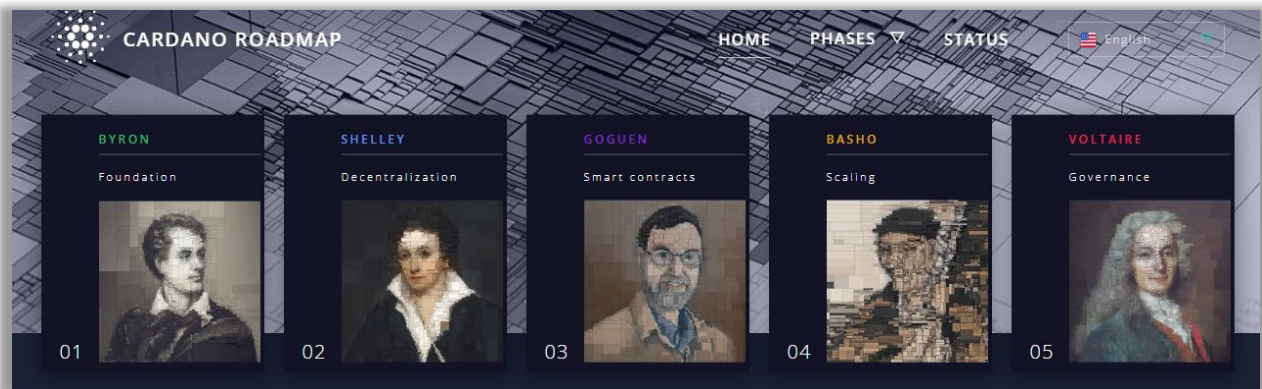 CARDANO ROADMAP
HOME PHASES STATUS English
BYRON
Foundation
01
SHELLEY
Decentralization
02
GOGUEN
Smart contracts
03
BASHO
Scaling
04
VOLTAIRE
Governance
05